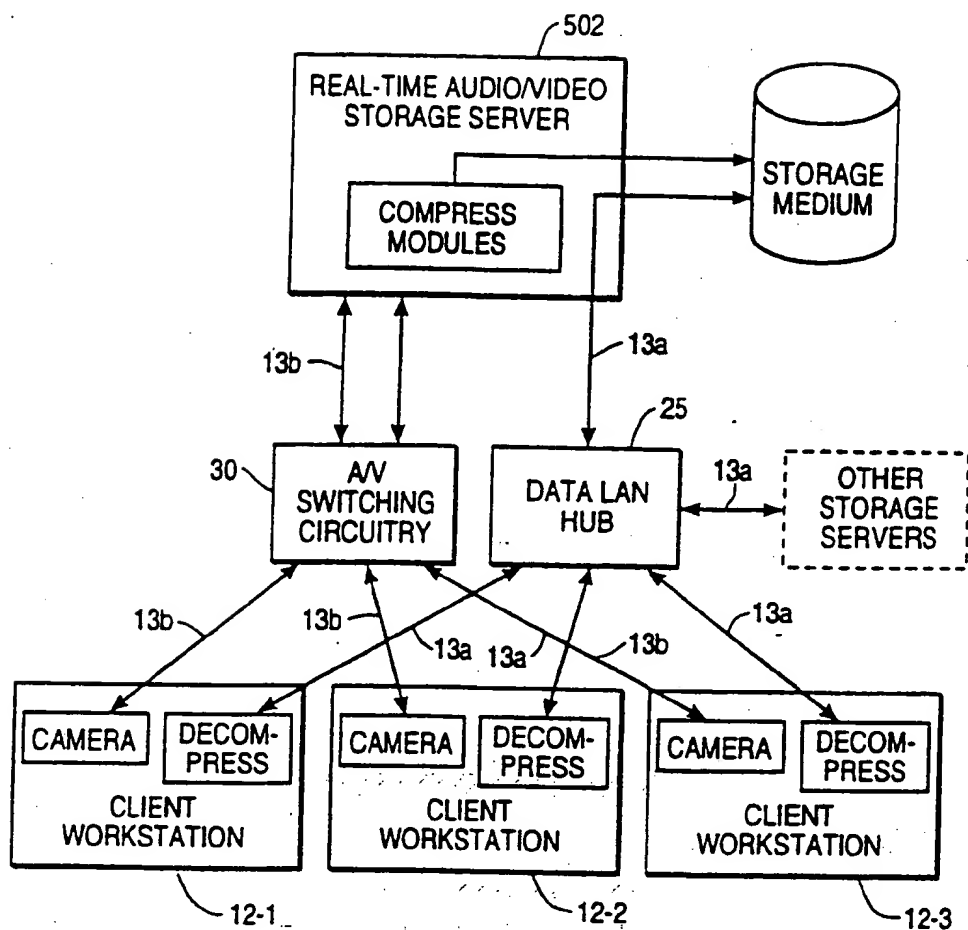 502
REAL-TIME AUDIO/VIDEO
STORAGE SERVER
COMPRESS
MODULES
STORAGE
MEDIUM
13b
13a
25
30
A/V
SWITCHING
CIRCUITRY
DATA LAN
HUB
13a
OTHER
STORAGE
SERVERS
13b
13b
13a
13a
13b
13a
CAMERA
DECOM-
PRESS
CLIENT
WORKSTATION
CAMERA
DECOM-
PRESS
CLIENT
WORKSTATION
CAMERA
DECOM-
PRESS
CLIENT
WORKSTATION
12-1
12-2
12-3